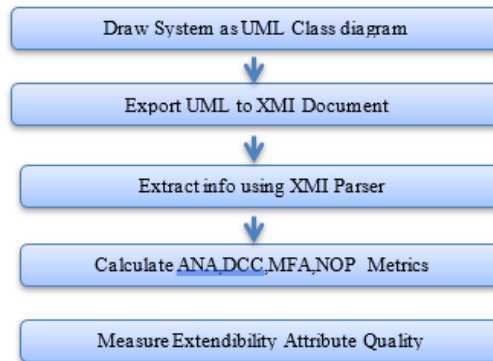 Draw System as UML Class diagram
Export UML to XMI Document
Extract info using XMI Parser
Calculate ANA,DCC,MFA,NOP Metrics
Measure Extendibility Attribute Quality